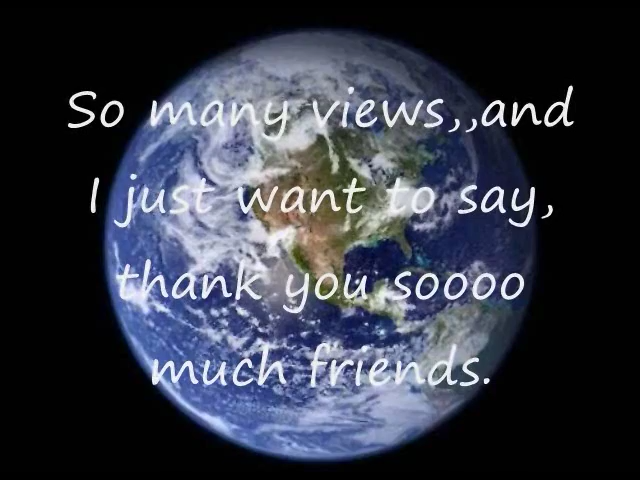 So many views,,and
I just want to say,
thank you soooo
much friends.